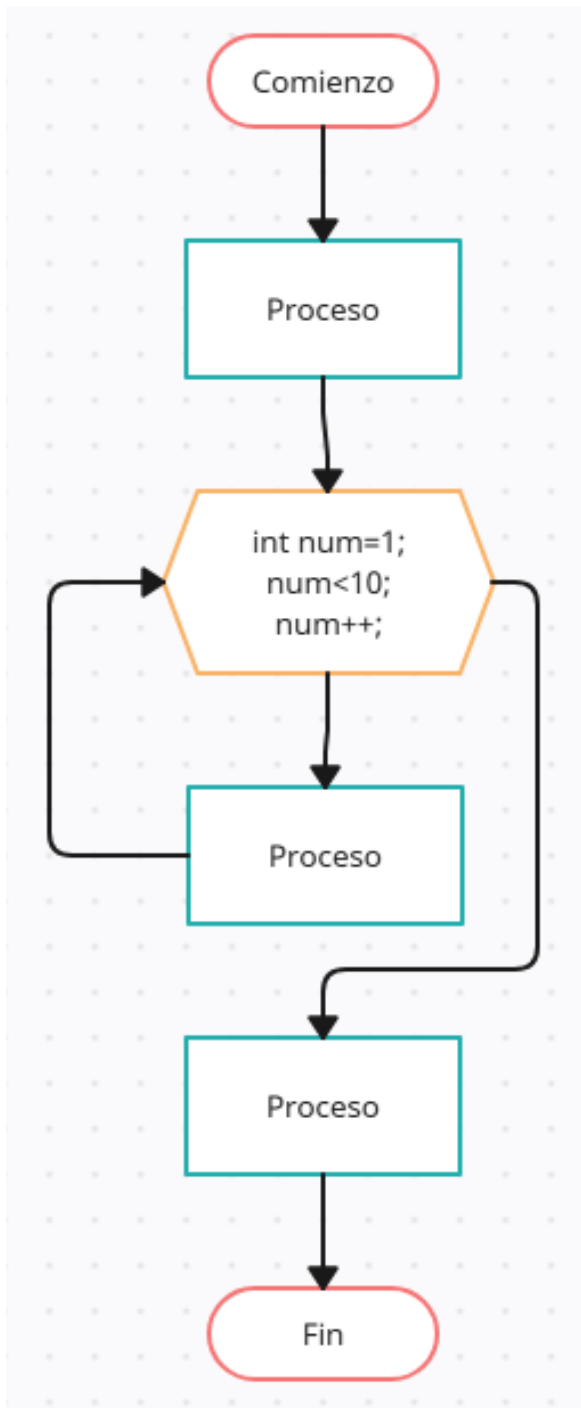 Comienzo
Proceso
int num=1;
num<10;
num++;
Proceso
Proceso
Fin